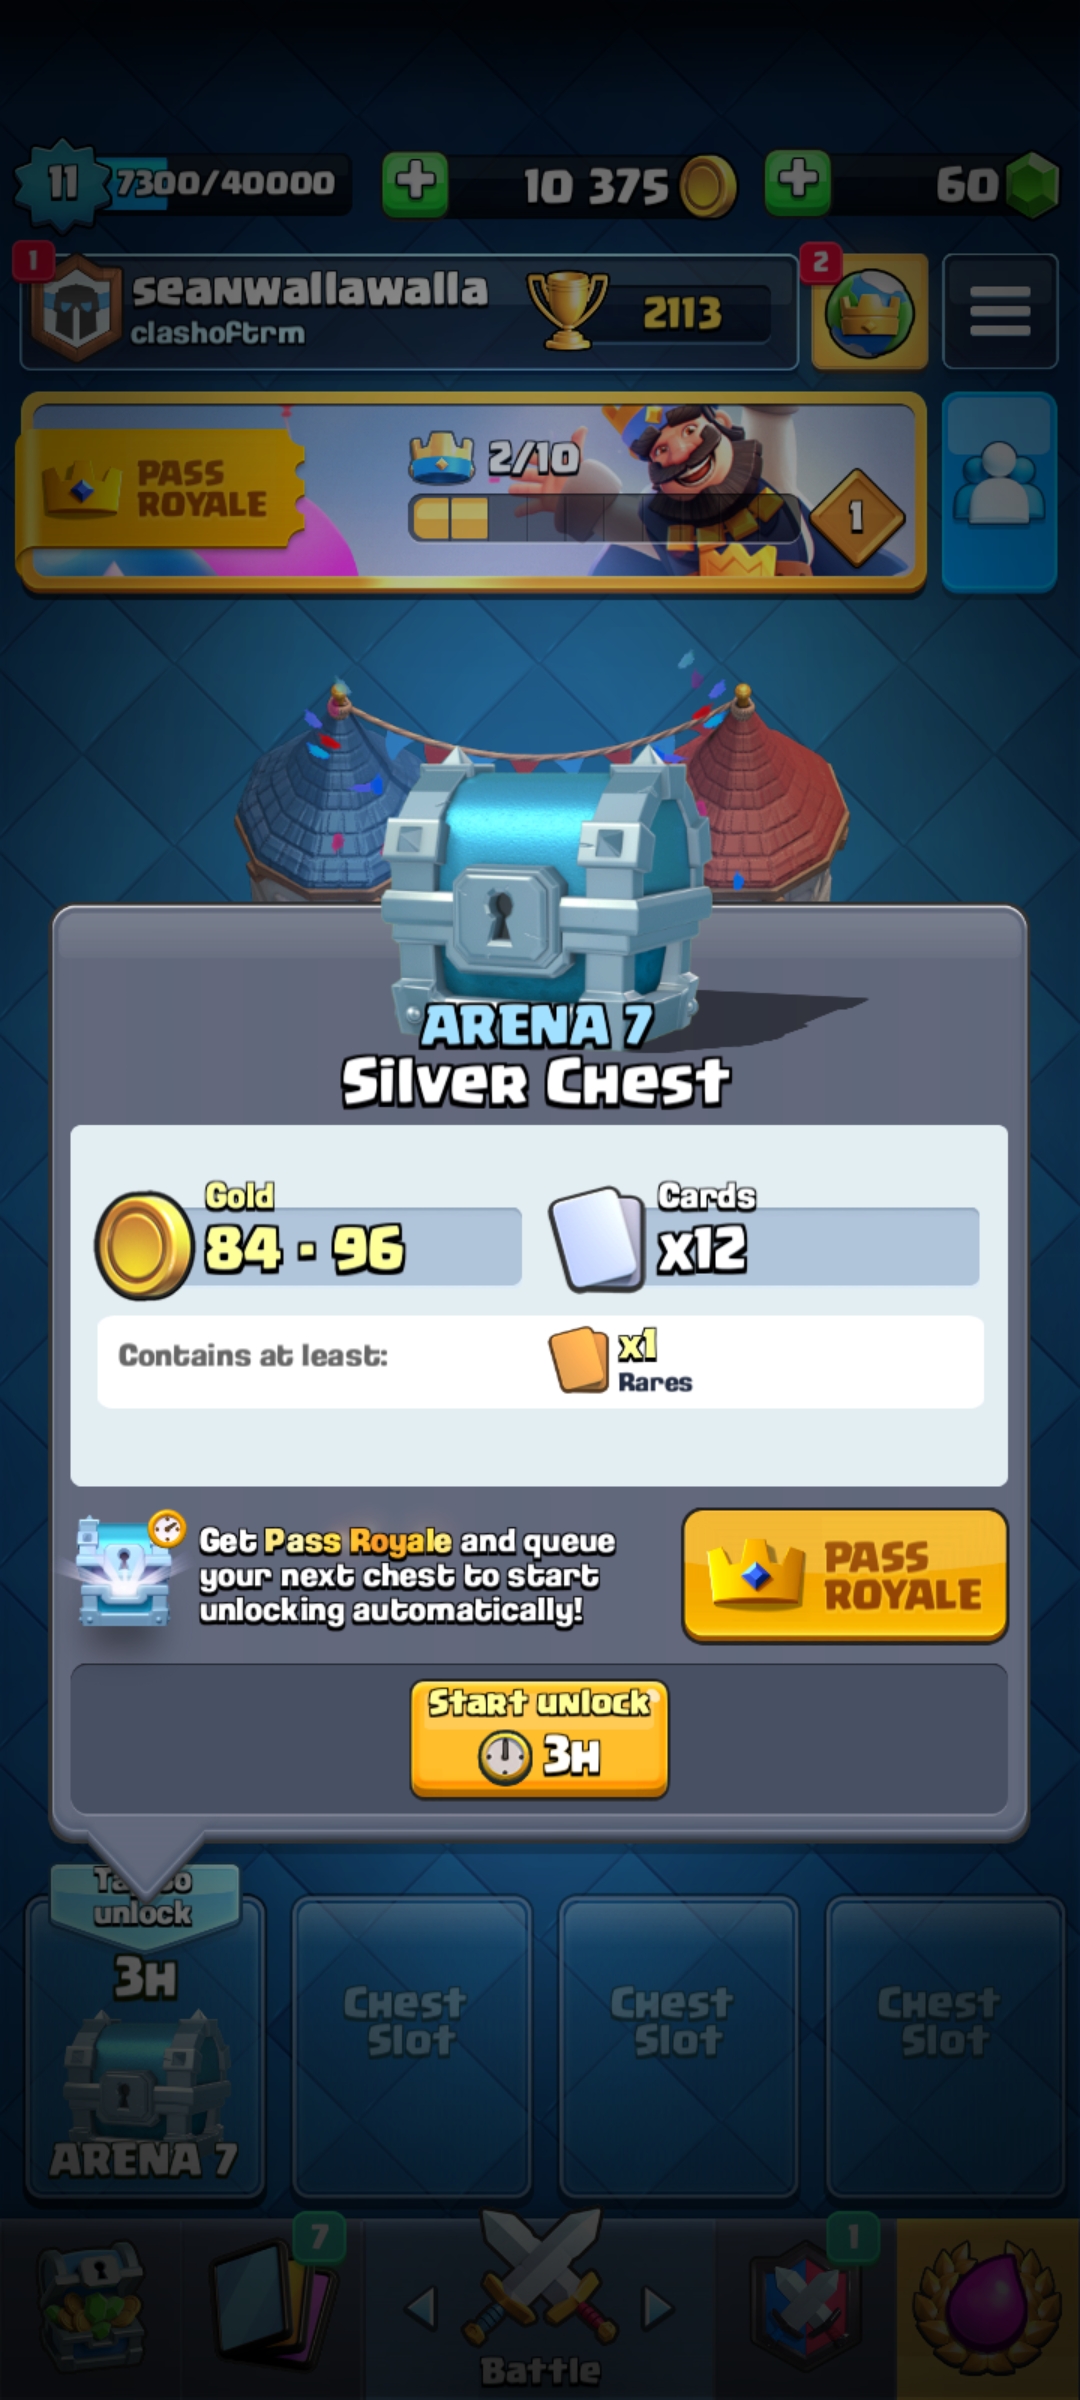 11
7300/40000
10 375
60
1
seanwallawalla
clashoftrm
2113
2
PASS
ROYALE
2/10
1
ARENA 7
Silver Chest
Gold
84 - 96
Cards
x12
Contains at least:
x1
Rares
Get Pass Royale and queue
your next chest to start
unlocking automatically!
PASS
ROYALE
Start unlock
3H
unlock
3H
ARENA 7
Chest
Slot
Chest
Slot
Chest
Slot
7
1
Battle